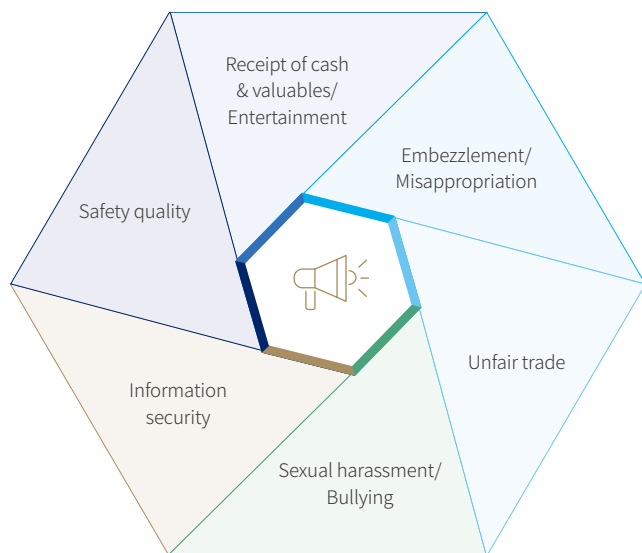 Receipt of cash
& valuables/
Entertainment
Embezzlement/
Misappropriation
Safety quality
Unfair trade
Information
security
Sexual harassment/
Bullying